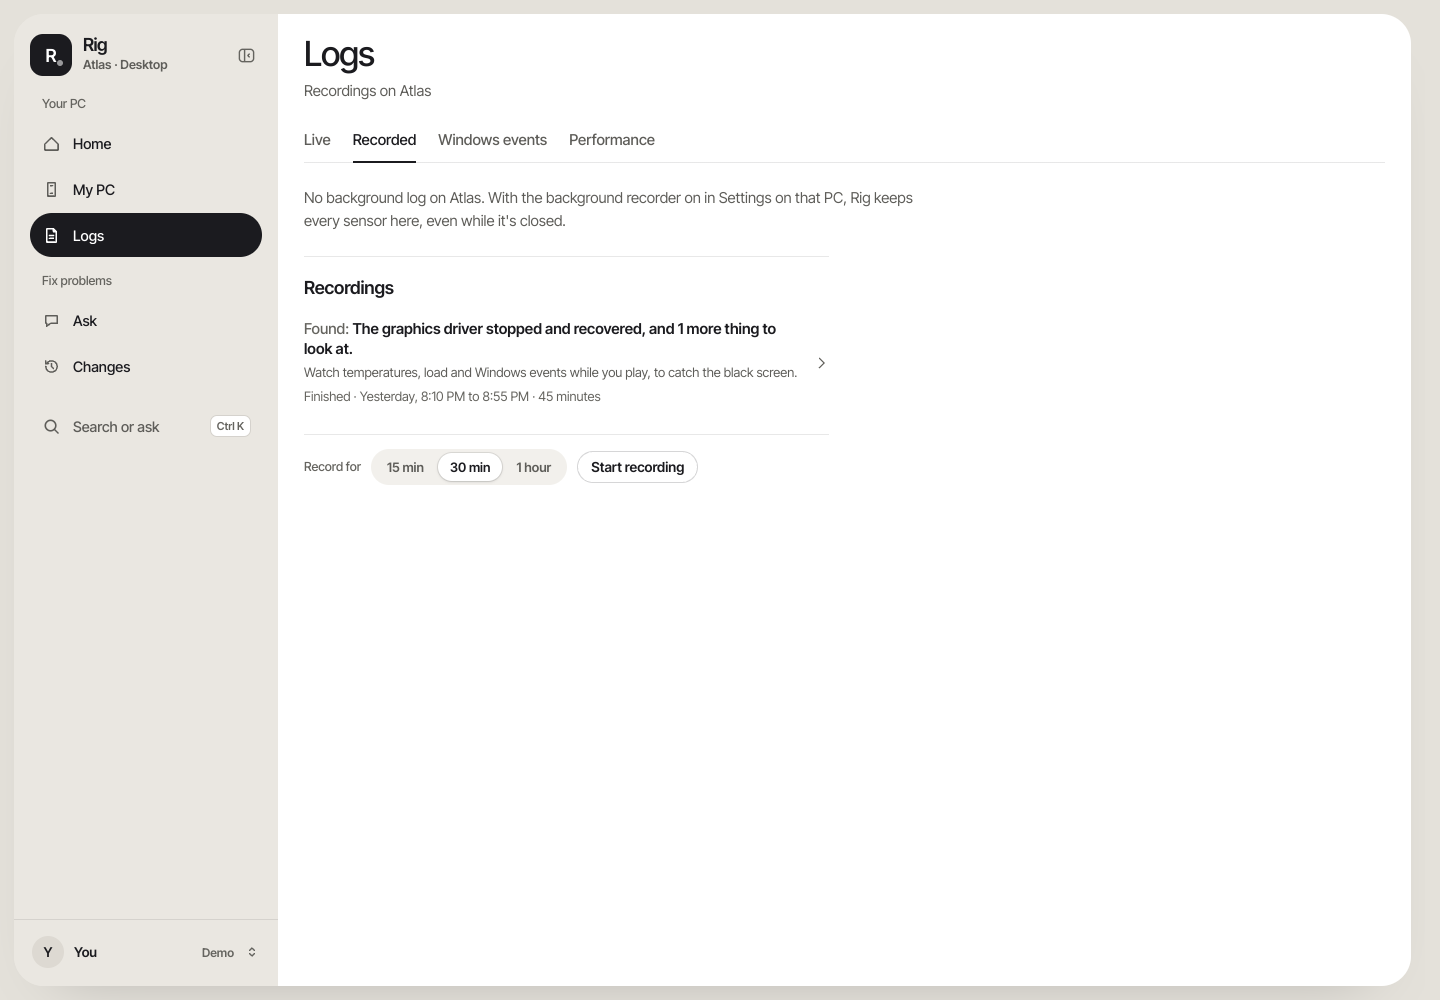 R.
Rig
Atlas · Desktop
Your PC
Home
My PC
Logs
Fix problems
Ask
Changes
Search or ask
Ctrl K
Y
You
Demo
Logs
Recordings on Atlas
Live
Recorded
Windows events
Performance
No background log on Atlas. With the background recorder on in Settings on that PC, Rig keeps
every sensor here, even while it's closed.
Recordings
Found: The graphics driver stopped and recovered, and 1 more thing to
look at.
Watch temperatures, load and Windows events while you play, to catch the black screen.
Finished · Yesterday, 8:10 PM to 8:55 PM · 45 minutes
Record for
15 min
30 min
1 hour
Start recording